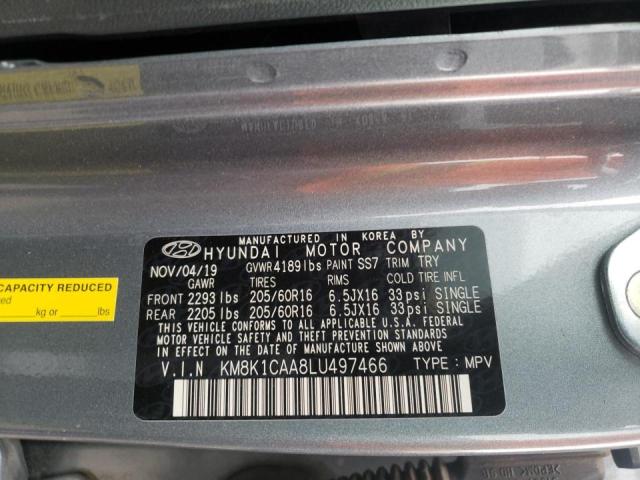 MANUFACTURED IN KOREA BY
HYUNDAI MOTOR COMPANY
NOV/04/19 GVWR4189lbs PAINT SS7 TRIM TRY
GAWR TIRES RIMS COLD TIRE INFL
FRONT 2293lbs 205/60R16 6.5JX16 33psi SINGLE
REAR 2205lbs 205/60R16 6.5JX16 33psi SINGLE
THIS VEHICLE CONFORMS TO ALL APPLICABLE U.S.A. FEDERAL
MOTOR VEHICLE SAFETY AND THEFT PREVENTION STANDARDS
IN EFFECT ON THE DATE OF MANUFACTURE SHOWN ABOVE.
V.I.N KM8K1CAA8LU497466 TYPE: MPV
CAPACITY REDUCED
kg or lbs